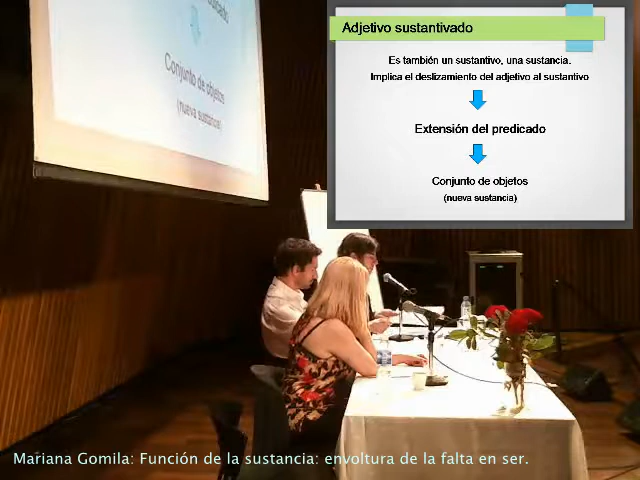 Adjetivo sustantivado
Es también un sustantivo, una sustancia.
Implica el deslizamiento del adjetivo al sustantivo
Extensión del predicado
Conjunto de objetos
(nueva sustancia)
Conjunto de objetos
(nueva sustancia)
Mariana Gomila: Función de la sustancia: envoltura de la falta en ser.